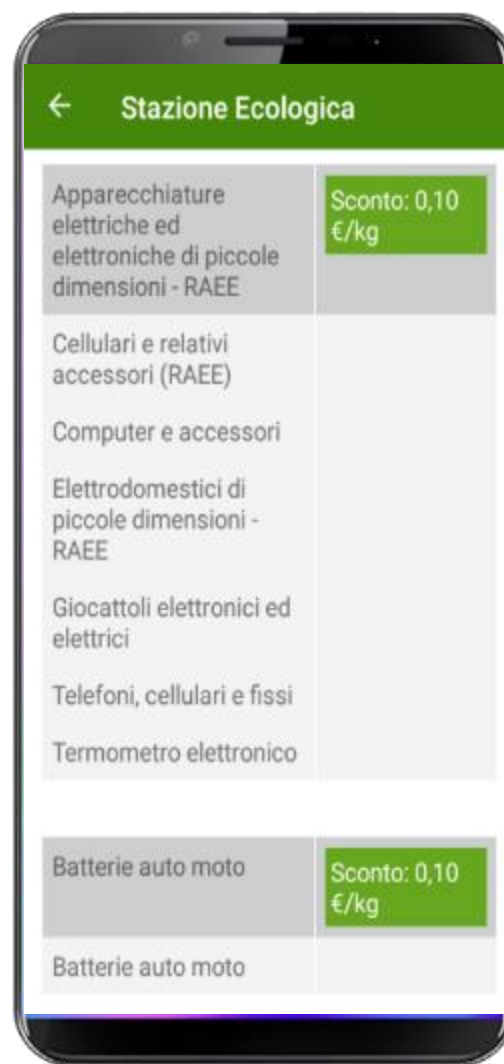 Stazione Ecologica
Apparecchiature
elettriche ed
elettroniche di piccole
dimensioni - RAEE
Sconto: 0,10
€/kg
Cellulari e relativi
accessori (RAEE)
Computer e accessori
Elettrodomestici di
piccole dimensioni -
RAEE
Giocattoli elettronici ed
elettrici
Telefoni, cellulari e fissi
Termometro elettronico
Batterie auto moto
Sconto: 0,10
€/kg
Batterie auto moto